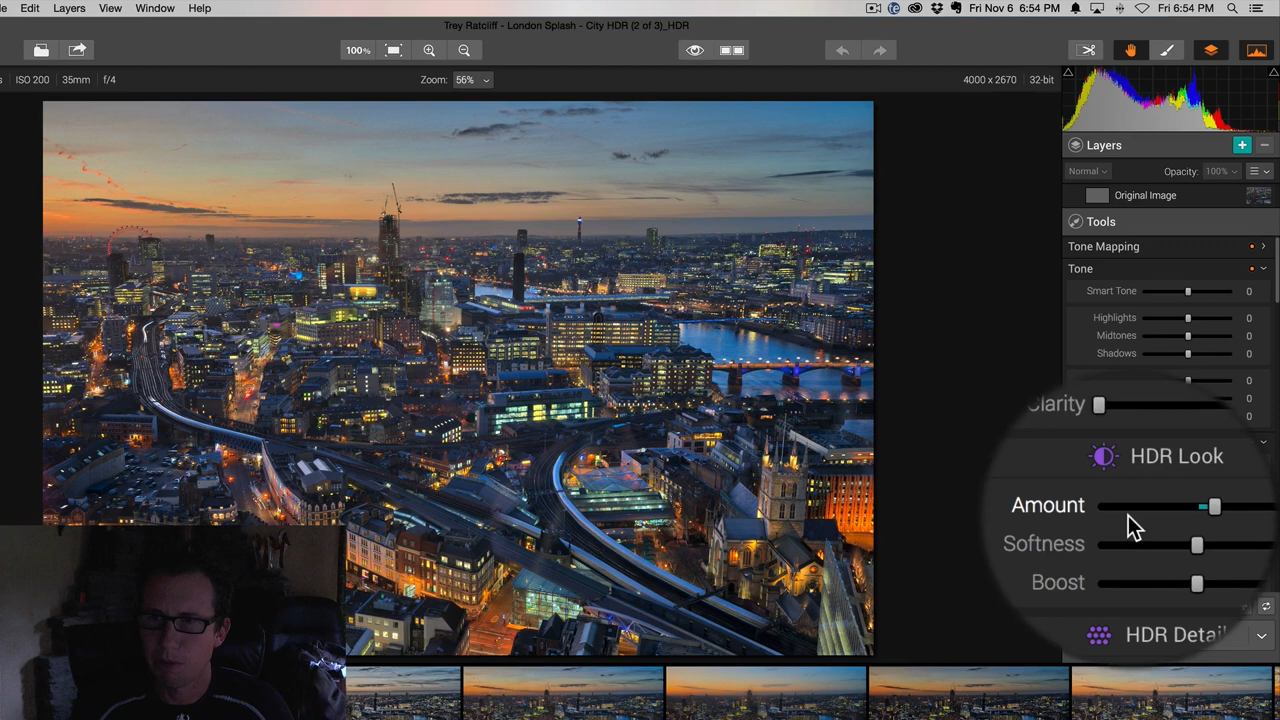 Edit Layers View Window Help Fri Nov 6 6:54 PM Fri 6:54 PM
Trey Ratcliff - London Splash - City HDR (2 of 3)_HDR
100%
ISO 200 35mm f/4 Zoom: 56% 4000 x 2670 32-bit
Layers
Normal Opacity: 100%
Original Image
Tools
Tone Mapping
Tone
Smart Tone 0
Highlights 0
Midtones 0
Shadows 0
0
Clarity 0
0
HDR Look
Amount
Softness
Boost
HDR Detail